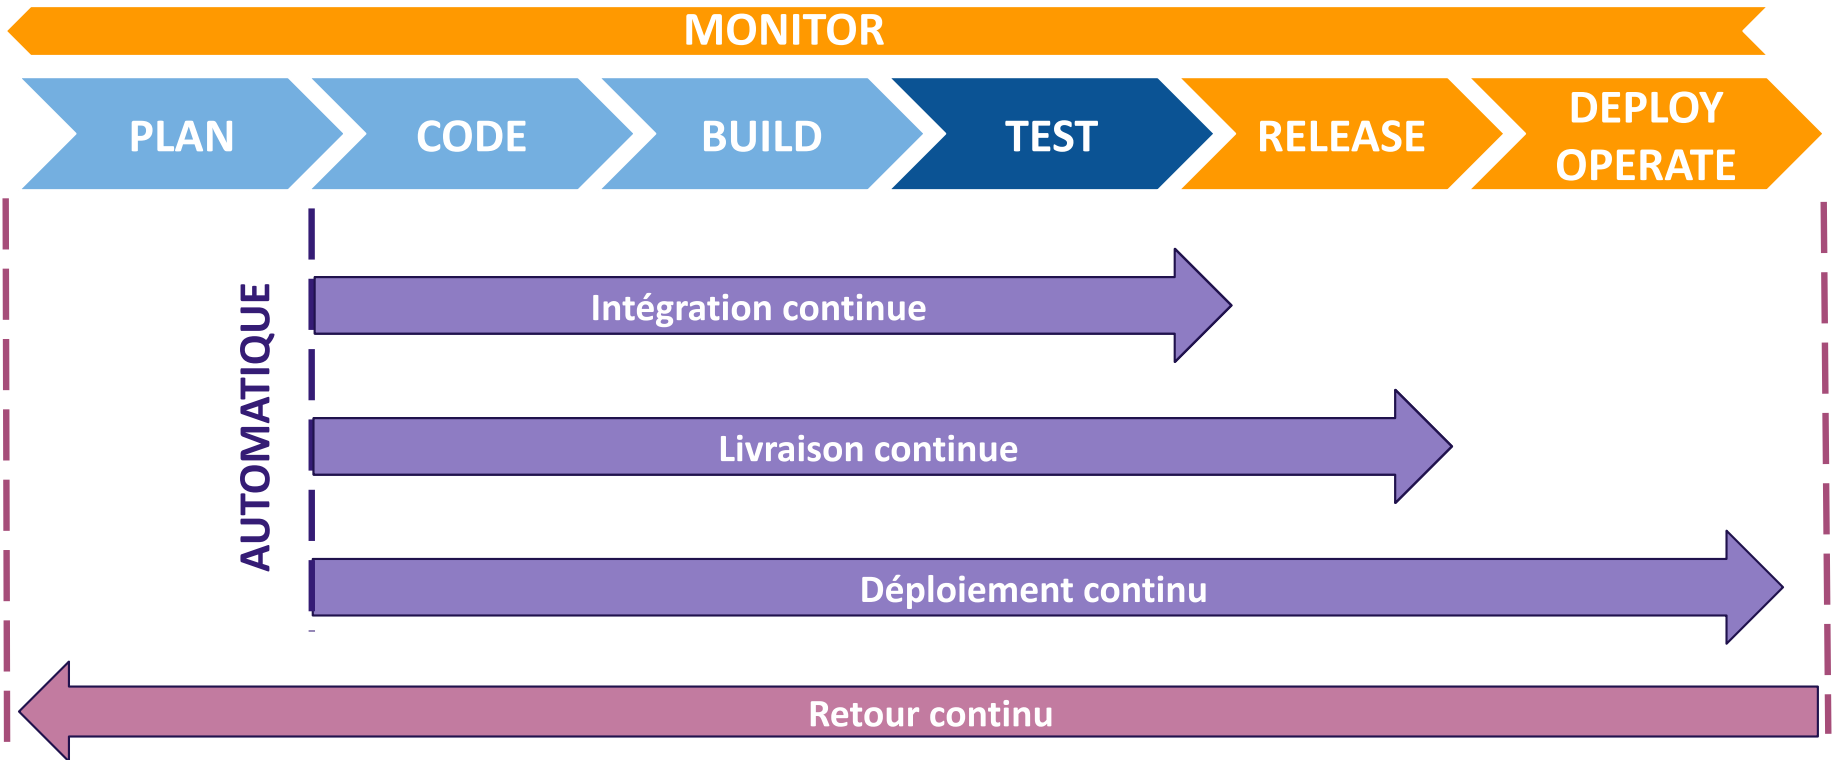 MONITOR
PLAN
CODE
BUILD
TEST
RELEASE
DEPLOY
OPERATE
AUTOMATIQUE
Intégration continue
Livraison continue
Déploiement continu
Retour continu